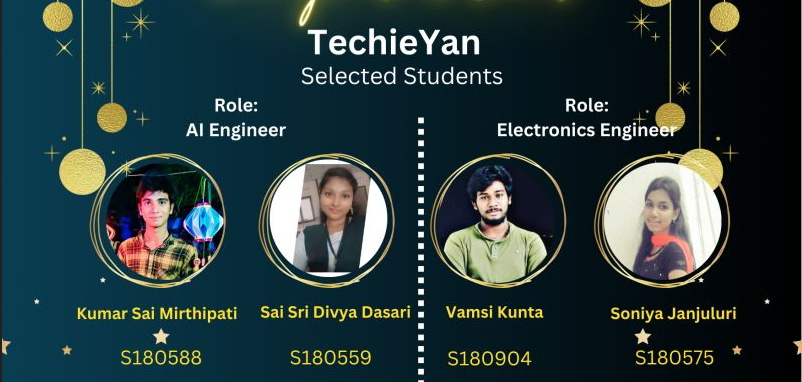 TechieYan
Selected Students
Role:
AI Engineer
Role:
Electronics Engineer
Kumar Sai Mirthipati
Sai Sri Divya Dasari
Vamsi Kunta
Soniya Janjuluri
S180588
S180559
S180904
S180575